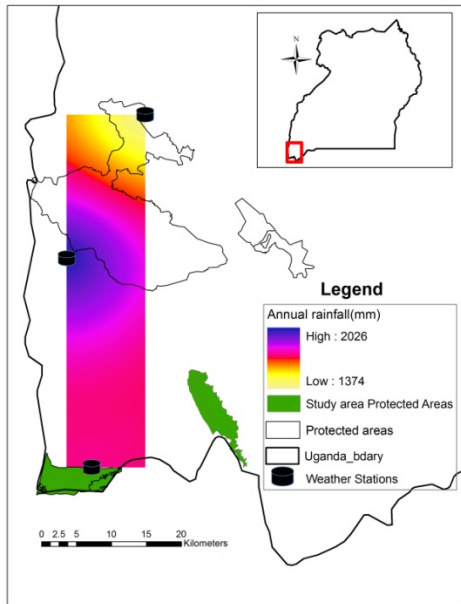 N
Legend
Annual rainfall(mm)
High : 2026
Low : 1374
Study area Protected Areas
Protected areas
Uganda_bdary
Weather Stations
0 2.5 5 10 15 20
Kilometers